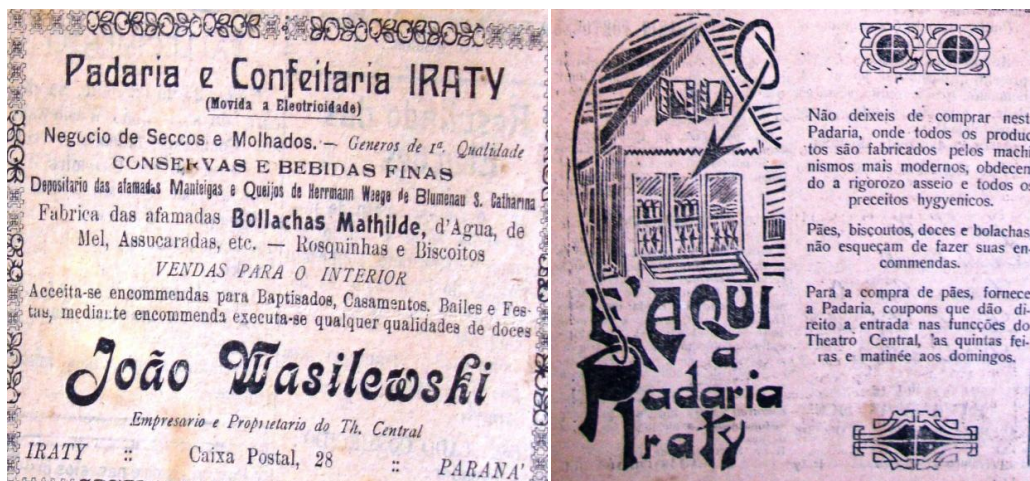 Padaria e Confeitaria IRATY
(Movida a Electricidade)
Negocio de Seccos e Molhados. — Generos de 1ª. Qualidade
CONSERVAS E BEBIDAS FINAS
Depositario das afamadas Manteigas e Queijos de Herrmann Weege de Blumenau S. Catharina
Fabrica das afamadas Bollachas Mathilde, d'Agua, de
Mel, Assucaradas, etc. — Rosquinhas e Biscoitos
VENDAS PARA O INTERIOR
Acceita-se encommendas para Baptisados, Casamentos, Bailes e Fes-
tas, mediante encommenda executa-se qualquer qualidades de doces
João Wasilewski
Empresario e Proprietario do Th. Central
IRATY :: Caixa Postal, 28 :: PARANA'
E' AQUI
a
Padaria
Iraty
Não deixeis de comprar nest
Padaria, onde todos os produ-
tos são fabricados pelos machi
nismos mais modernos, obdecen
do a rigorozo asseio e todos o
preceitos hygyenicos.
Pães, biscoutos, doces e bolachas
não esqueçam de fazer suas en
commendas.
Para a compra de pães, fornece
a Padaria, coupons que dão di-
reito a entrada nas funcções do
Theatro Central, 'as quintas fei-
ras e matinée aos domingos.